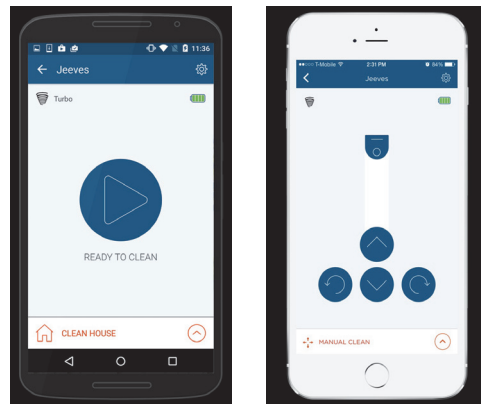 11:36
Jeeves
Turbo
READY TO CLEAN
CLEAN HOUSE
T-Mobile 2:31 PM 84%
Jeeves
MANUAL CLEAN